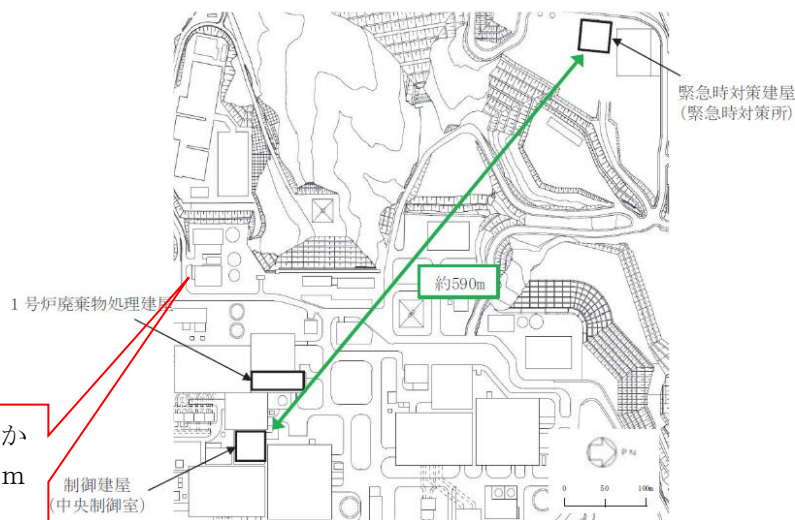 緊急時対策建屋
(緊急時対策所)
約590m
1号炉廃棄物処理建屋
か
m
制御建屋
(中央制御室)
PN
0 50 100m